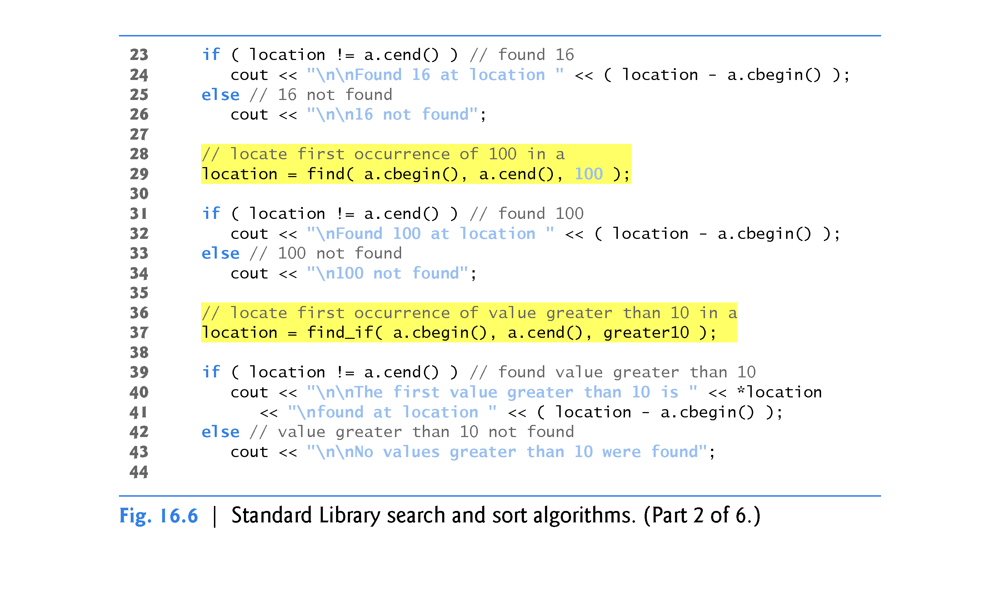 23 if ( location != a.cend() ) // found 16
24 cout << "\n\nFound 16 at location " << ( location - a.cbegin() );
25 else // 16 not found
26 cout << "\n\n16 not found";
27
28 // locate first occurrence of 100 in a
29 location = find( a.cbegin(), a.cend(), 100 );
30
31 if ( location != a.cend() ) // found 100
32 cout << "\nFound 100 at location " << ( location - a.cbegin() );
33 else // 100 not found
34 cout << "\n100 not found";
35
36 // locate first occurrence of value greater than 10 in a
37 location = find_if( a.cbegin(), a.cend(), greater10 );
38
39 if ( location != a.cend() ) // found value greater than 10
40 cout << "\n\nThe first value greater than 10 is " << *location
41 << "\nfound at location " << ( location - a.cbegin() );
42 else // value greater than 10 not found
43 cout << "\n\nNo values greater than 10 were found";
44
Fig. 16.6 | Standard Library search and sort algorithms. (Part 2 of 6.)